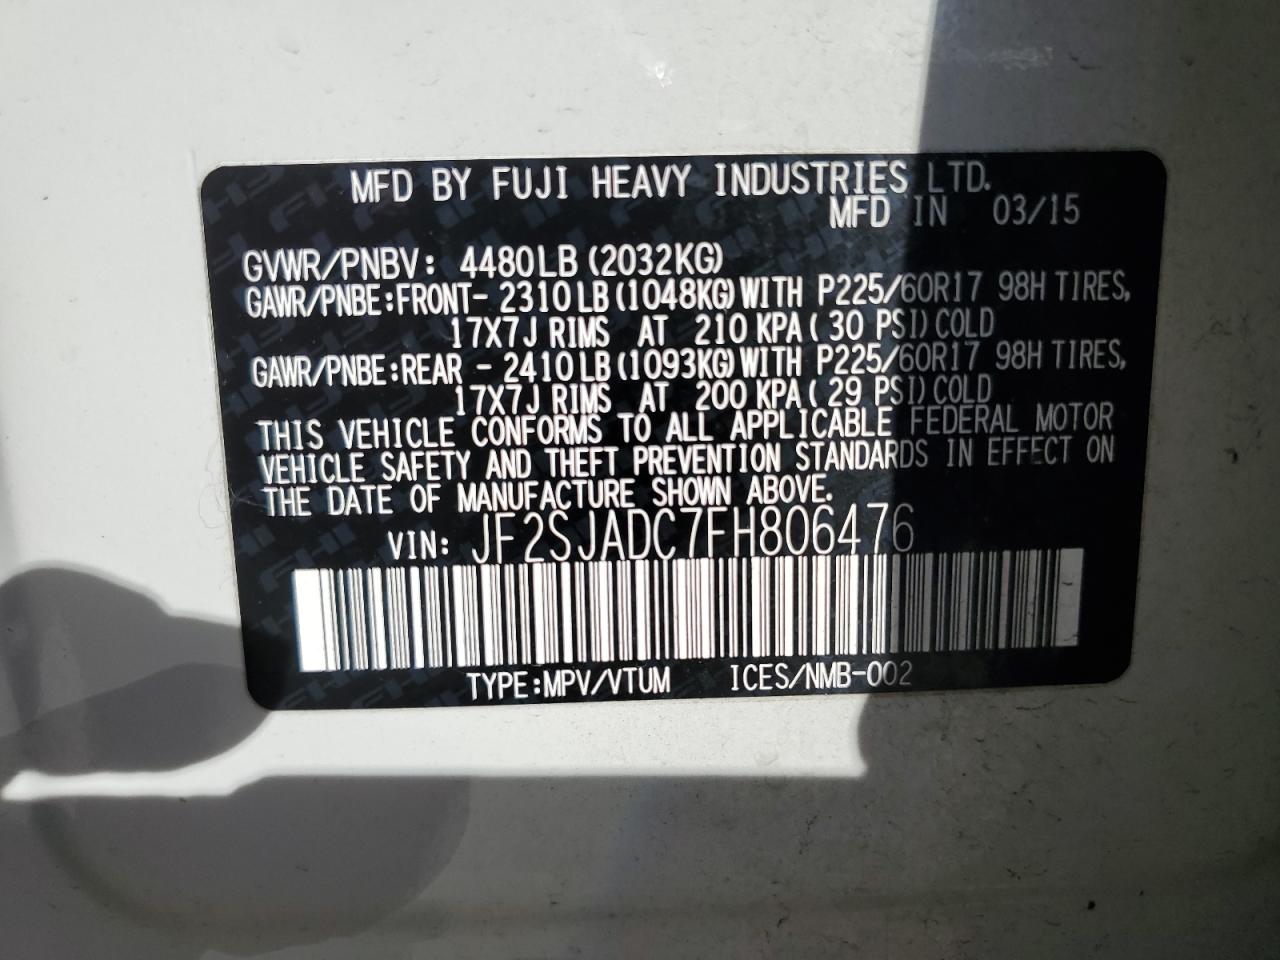 MFD BY FUJI HEAVY INDUSTRIES LTD.
MFD IN 03/15
GVWR/PNBV: 4480LB (2032KG)
GAWR/PNBE:FRONT- 2310LB(1048KG)WITH P225/60R17 98H TIRES,
17X7J RIMS AT 210 KPA( 30 PSI)COLD
GAWR/PNBE:REAR - 2410LB(1093KG)WITH P225/60R17 98H TIRES,
17X7J RIMS AT 200 KPA( 29 PSI)COLD
THIS VEHICLE CONFORMS TO ALL APPLICABLE FEDERAL MOTOR
VEHICLE SAFETY AND THEFT PREVENTION STANDARDS IN EFFECT ON
THE DATE OF MANUFACTURE SHOWN ABOVE.
VIN: JF2SJADC7FH806476
TYPE:MPV/VTUM ICES/NMB-002